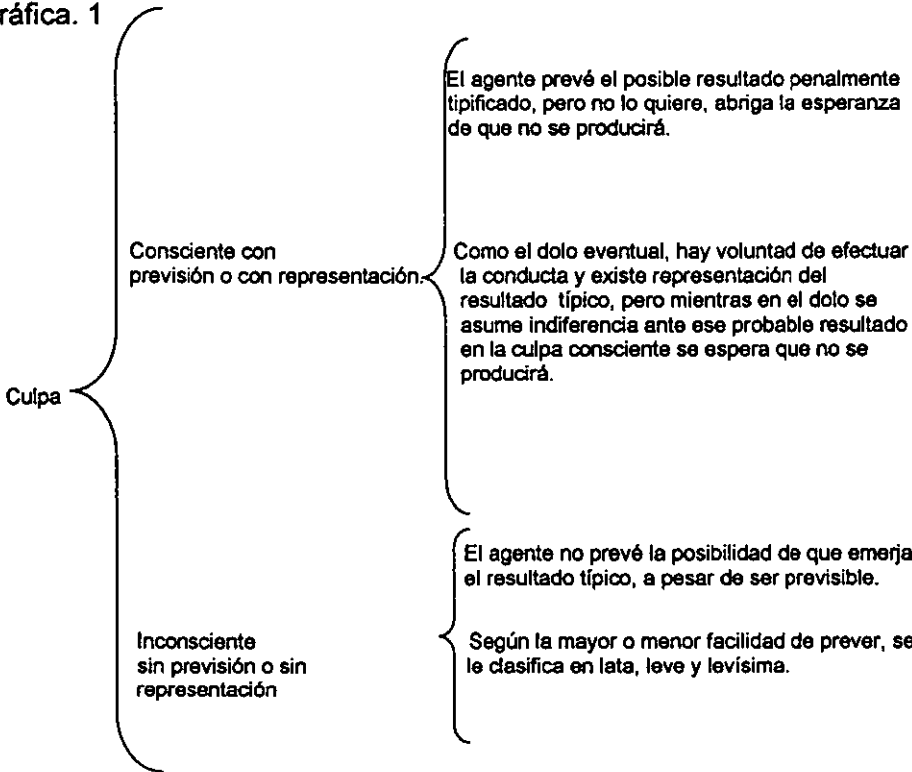 ráfica. 1
El agente prevé el posible resultado penalmente
tipificado, pero no lo quiere, abriga la esperanza
de que no se producirá.
Consciente con
previsión o con representación.
Como el dolo eventual, hay voluntad de efectuar
la conducta y existe representación del
resultado típico, pero mientras en el dolo se
asume indiferencia ante ese probable resultado
en la culpa consciente se espera que no se
producirá.
Culpa
El agente no prevé la posibilidad de que emerja
el resultado típico, a pesar de ser previsible.
Inconsciente
sin previsión o sin
representación
Según la mayor o menor facilidad de prever, se
le clasifica en lata, leve y levísima.